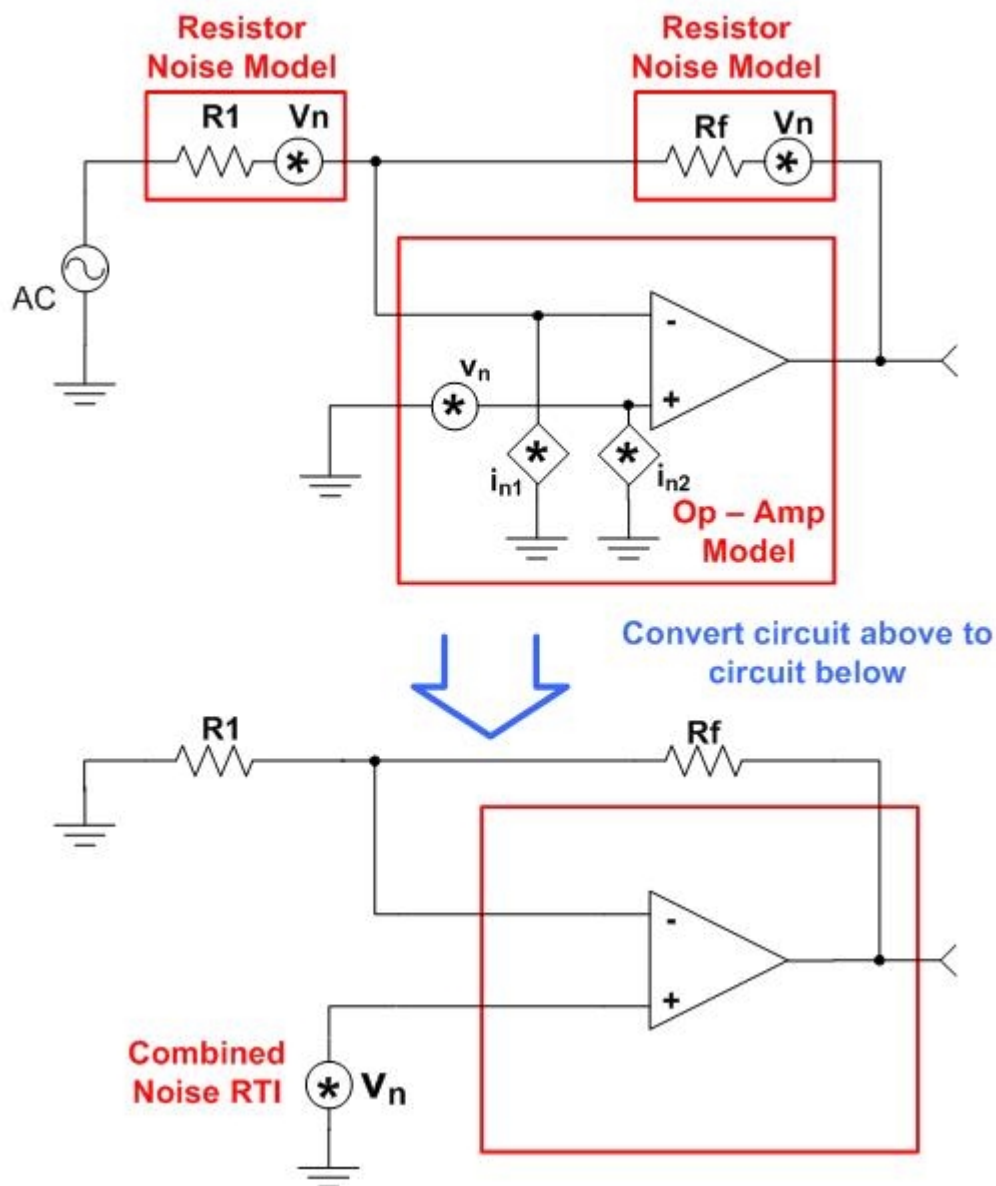 Resistor
Noise Model
Resistor
Noise Model
R1
Vn
Rf
Vn
AC
-
vn
+
in1
in2
Op – Amp
Model
Convert circuit above to
circuit below
R1
Rf
-
+
Combined
Noise RTI
Vn